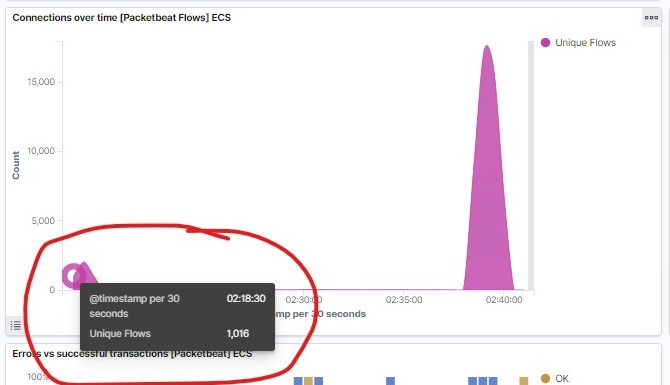 Connections over time [Packetbeat Flows] ECS
Unique Flows
15,000
10,000
5,000
0
Count
@timestamp per 30 seconds 02:18:30
Unique Flows 1,016
02:30:00 02:35:00 02:40:00
mp per 30 seconds
Errors vs successful transactions [Packetbeat] ECS
100%
OK